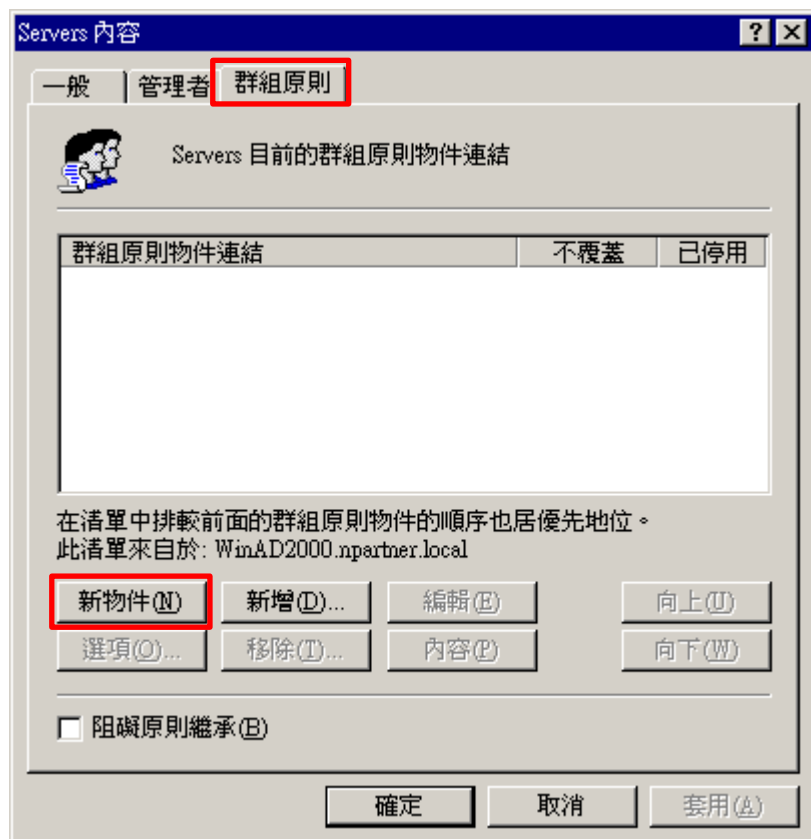 Servers 內容
一般 管理者 群組原則
Servers 目前的群組原則物件連結
群組原則物件連結 不覆蓋 已停用
在清單中排較前面的群組原則物件的順序也居優先地位。
此清單來自於: WinAD2000.npartner.local
新物件(N) 新增(D)... 編輯(E) 向上(U)
選項(O)... 移除(T)... 內容(P) 向下(W)
阻礙原則繼承(B)
確定 取消 套用(A)